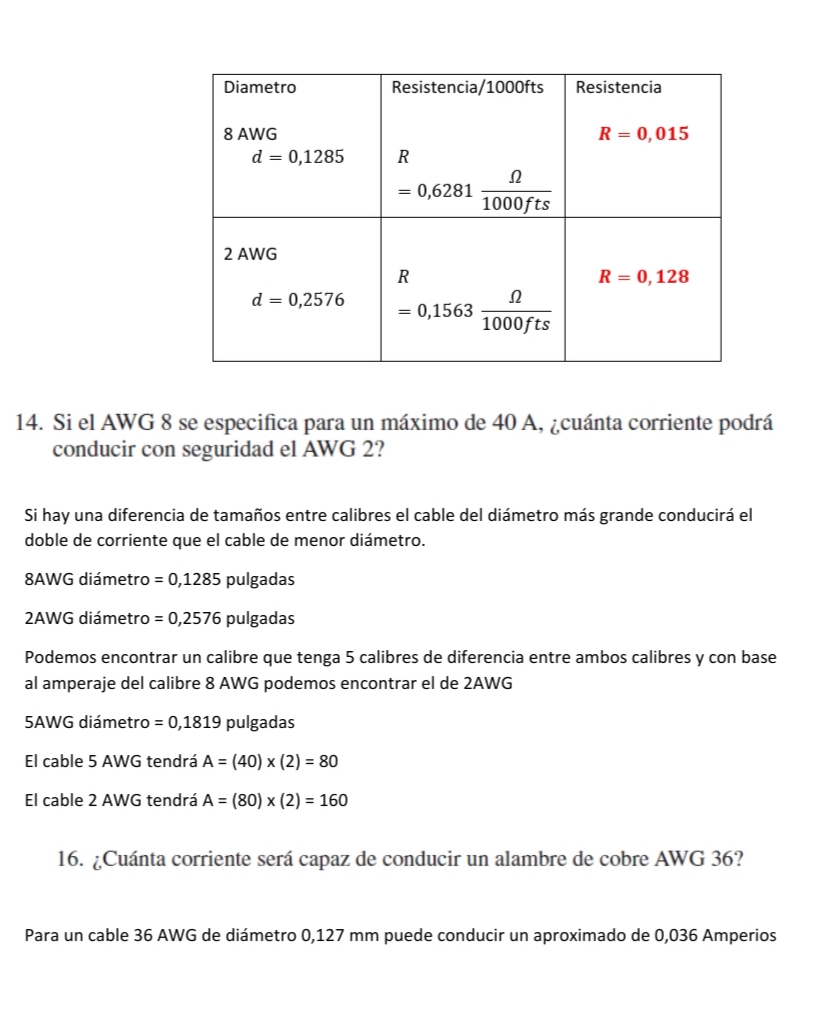 Diametro Resistencia/1000fts Resistencia
8 AWG R = 0,015
d = 0,1285 R
= 0,6281 Ω/1000fts
2 AWG
R R = 0,128
d = 0,2576 = 0,1563 Ω/1000fts
14. Si el AWG 8 se especifica para un máximo de 40 A, ¿cuánta corriente podrá
conducir con seguridad el AWG 2?
Si hay una diferencia de tamaños entre calibres el cable del diámetro más grande conducirá el
doble de corriente que el cable de menor diámetro.
8AWG diámetro = 0,1285 pulgadas
2AWG diámetro = 0,2576 pulgadas
Podemos encontrar un calibre que tenga 5 calibres de diferencia entre ambos calibres y con base
al amperaje del calibre 8 AWG podemos encontrar el de 2AWG
5AWG diámetro = 0,1819 pulgadas
El cable 5 AWG tendrá A = (40) x (2) = 80
El cable 2 AWG tendrá A = (80) x (2) = 160
16. ¿Cuánta corriente será capaz de conducir un alambre de cobre AWG 36?
Para un cable 36 AWG de diámetro 0,127 mm puede conducir un aproximado de 0,036 Amperios